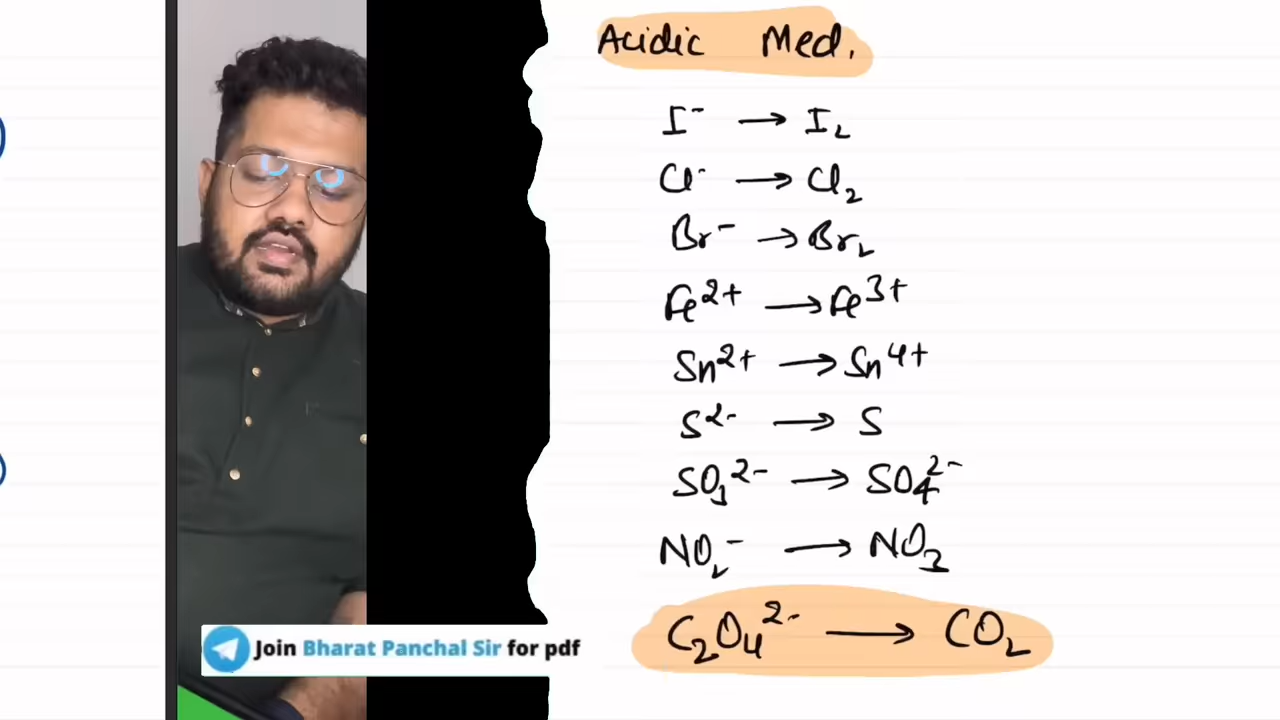 Acidic Med.
I⁻ → I₂
Cl⁻ → Cl₂
Br⁻ → Br₂
Fe²⁺ → Fe³⁺
Sn²⁺ → Sn⁴⁺
S²⁻ → S
SO₃²⁻ → SO₄²⁻
NO₂⁻ → NO₃
C₂O₄²⁻ → CO₂
Join Bharat Panchal Sir for pdf